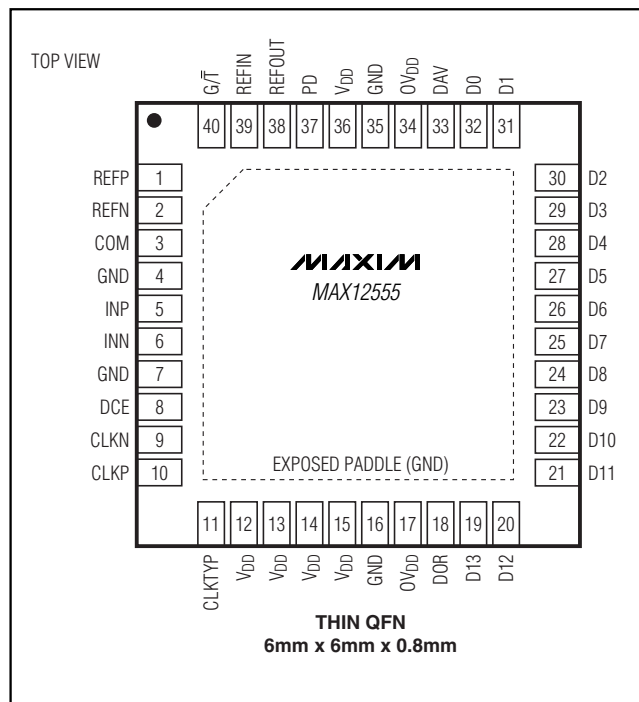 TOP VIEW
G/T̅ REFIN REFOUT PD VDD GND OVDD DAV D0 D1
40 39 38 37 36 35 34 33 32 31
REFP 1
REFN 2
COM 3
GND 4
INP 5
INN 6
GND 7
DCE 8
CLKN 9
CLKP 10
MAXIM
MAX12555
EXPOSED PADDLE (GND)
30 D2
29 D3
28 D4
27 D5
26 D6
25 D7
24 D8
23 D9
22 D10
21 D11
11 12 13 14 15 16 17 18 19 20
CLKTYP VDD VDD VDD VDD GND OVDD DOR D13 D12
THIN QFN
6mm x 6mm x 0.8mm